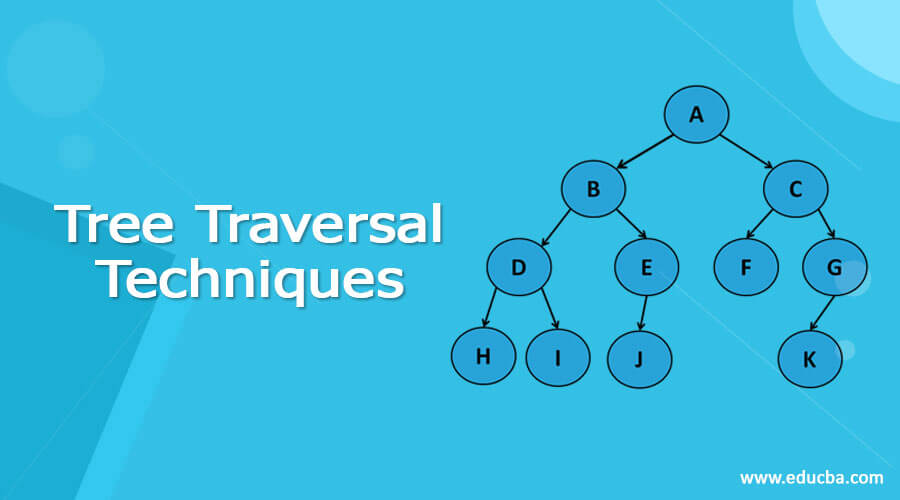 Tree Traversal
Techniques
A
B C
D E F G
H I J K
www.educba.com